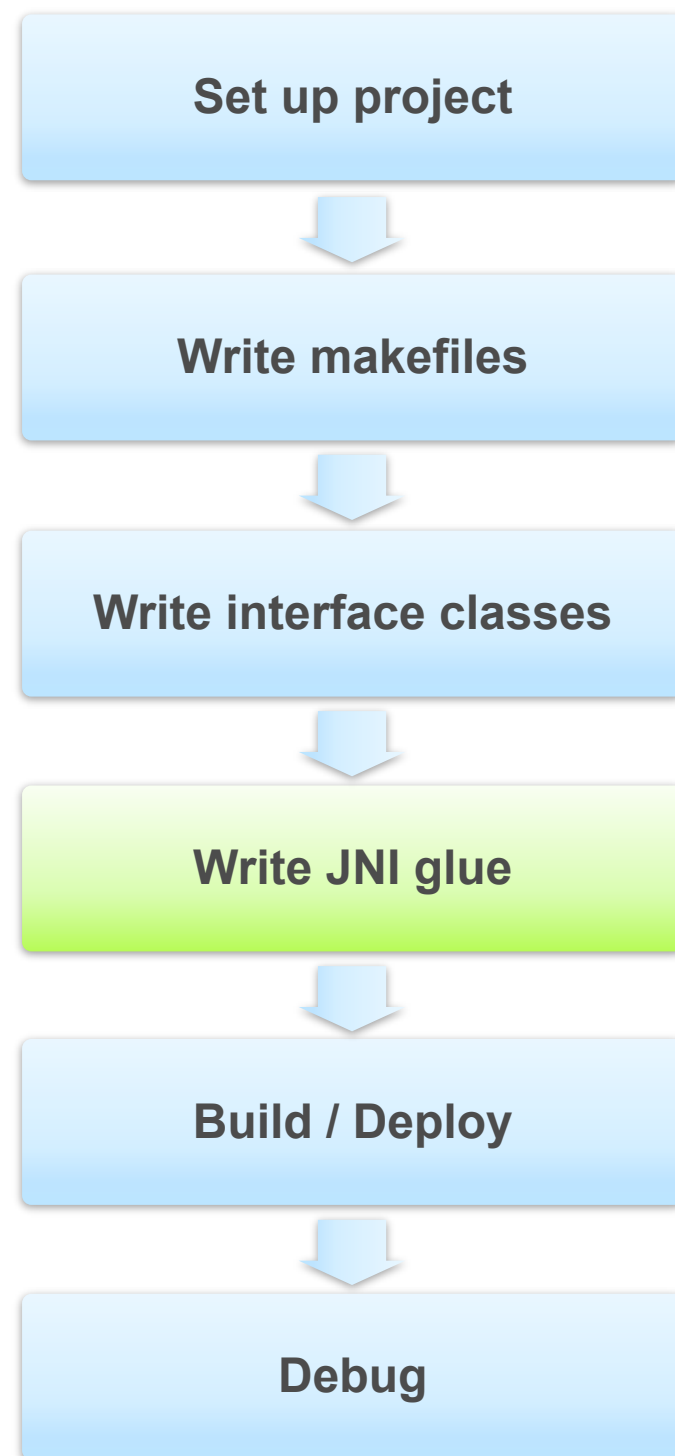 Set up project
Write makefiles
Write interface classes
Write JNI glue
Build / Deploy
Debug